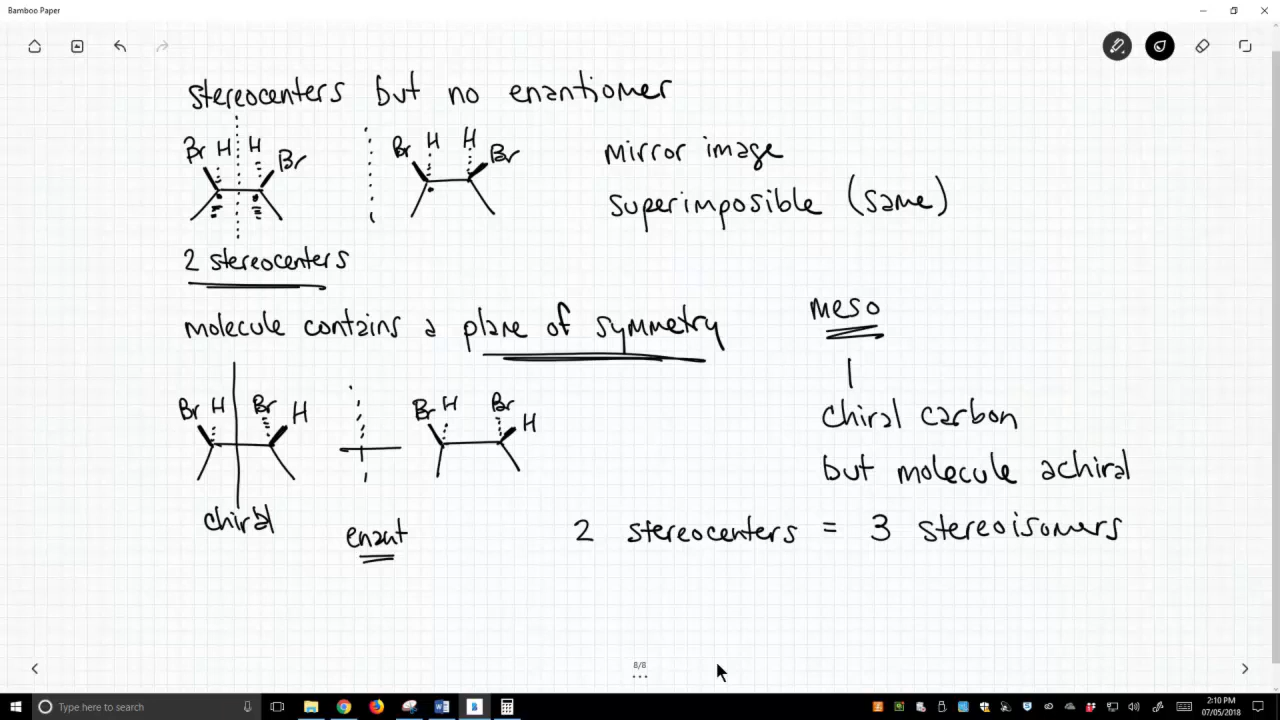 Bamboo Paper
stereocenters but no enantiomer
Br H H Br
Br H H Br
mirror image
superimposible (same)
2 stereocenters
molecule contains a plane of symmetry
meso
Br H Br H
Br H Br H
chiral carbon
but molecule achiral
chiral
enant
2 stereocenters = 3 stereoisomers
8/8
Type here to search
2:10 PM
07/05/2018